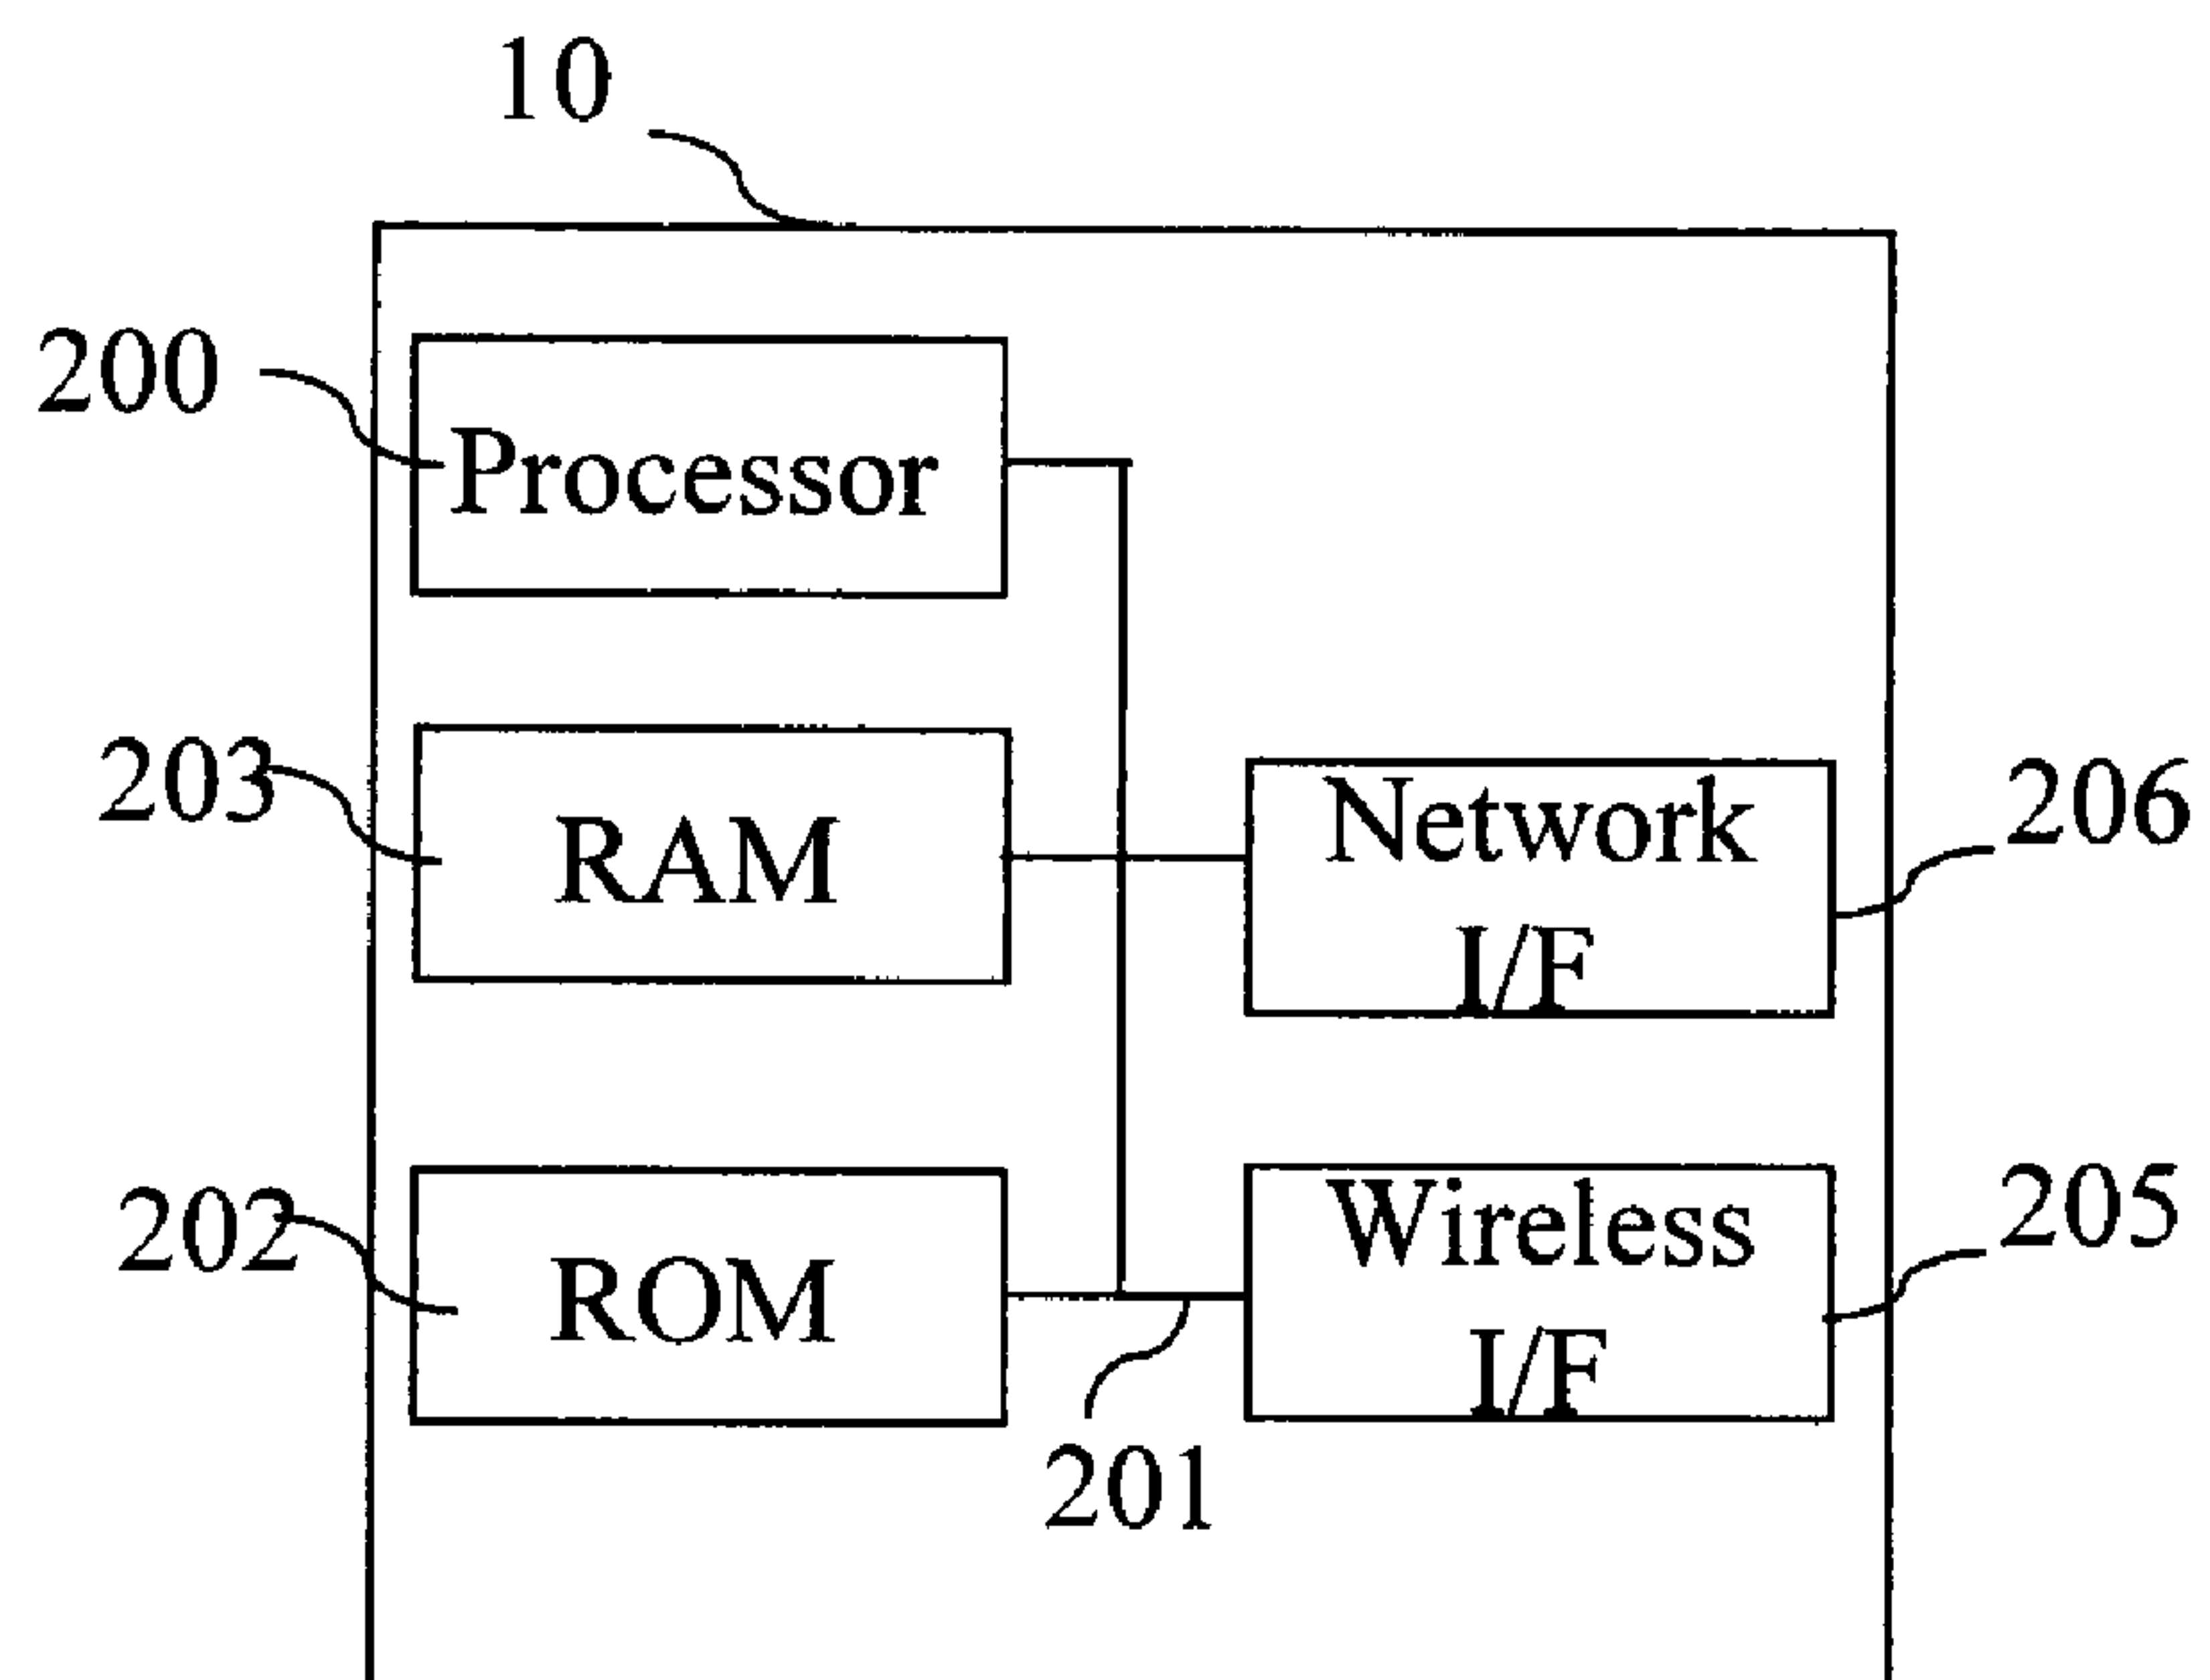 10
200
Processor
203
RAM
Network
I/F
206
202
ROM
Wireless
I/F
205
201